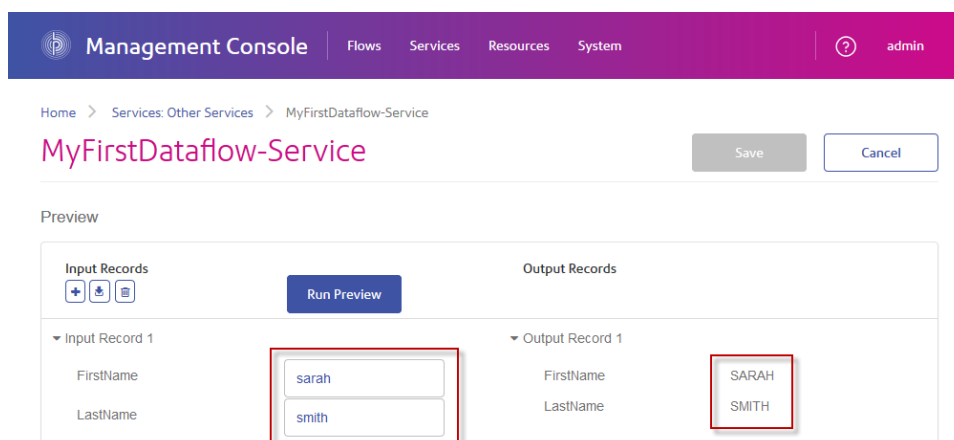 Management Console Flows Services Resources System ? admin
Home > Services: Other Services > MyFirstDataflow-Service
MyFirstDataflow-Service Save Cancel
Preview
Input Records Output Records
Run Preview
Input Record 1 Output Record 1
FirstName sarah FirstName SARAH
LastName smith LastName SMITH